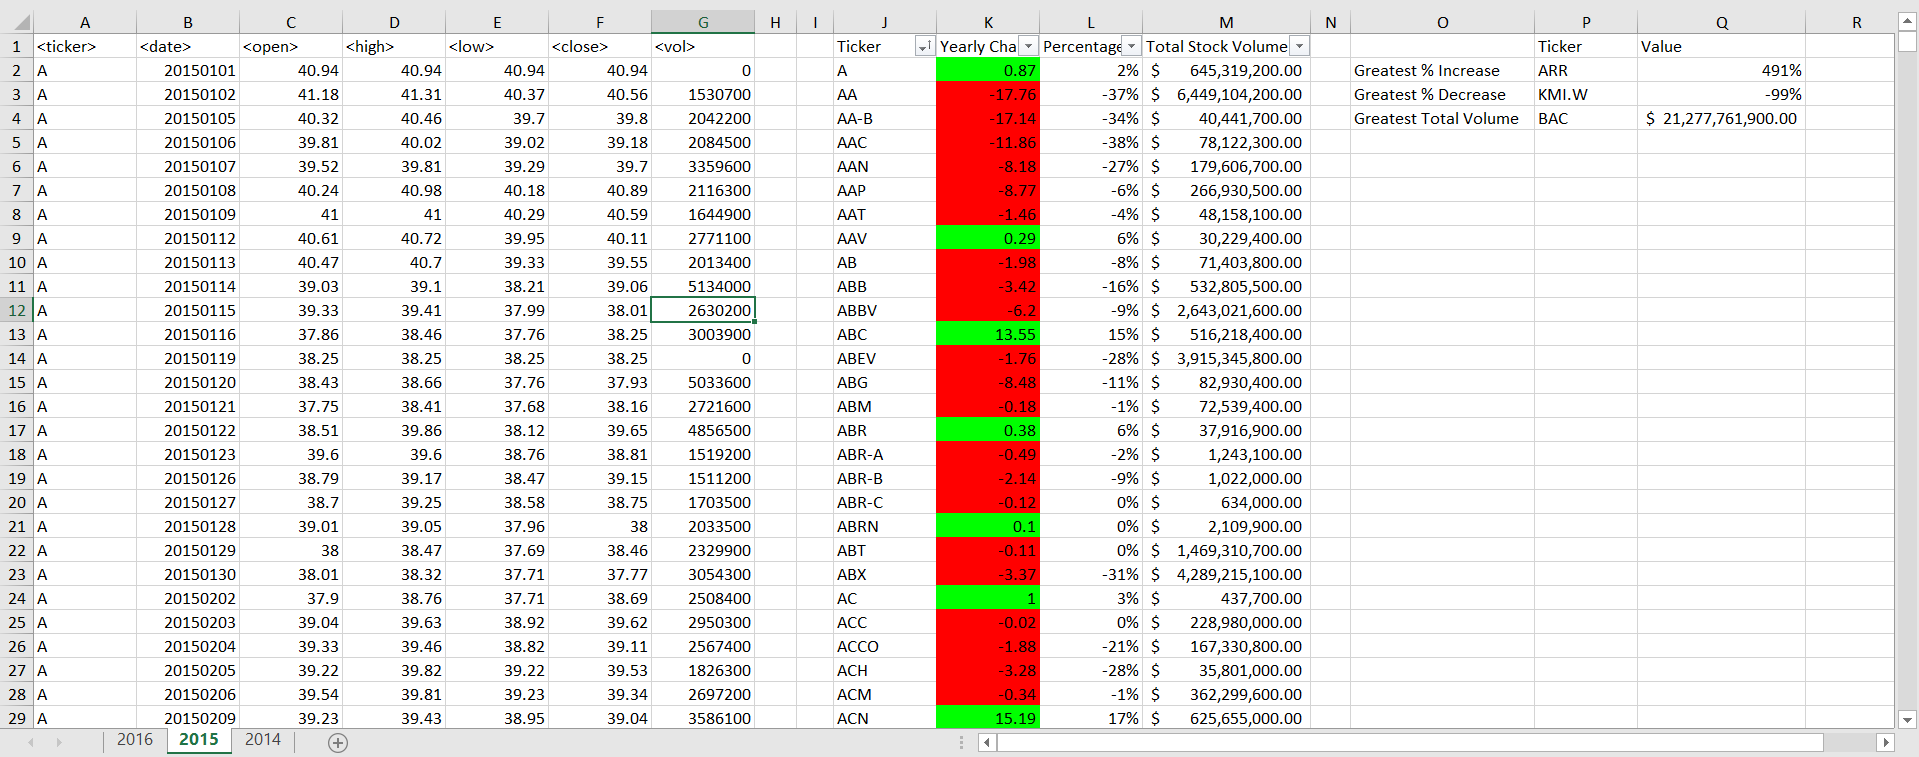 A B C D E F G H I J K L M N O P Q R
1 <ticker> <date> <open> <high> <low> <close> <vol> Ticker Yearly Cha Percentage Total Stock Volume Ticker Value
2 A 20150101 40.94 40.94 40.94 40.94 0 A 0.87 2% $ 645,319,200.00 Greatest % Increase ARR 491%
3 A 20150102 41.18 41.31 40.37 40.56 1530700 AA -17.76 -37% $ 6,449,104,200.00 Greatest % Decrease KMI.W -99%
4 A 20150105 40.32 40.46 39.7 39.8 2042200 AA-B -17.14 -34% $ 40,441,700.00 Greatest Total Volume BAC $ 21,277,761,900.00
5 A 20150106 39.81 40.02 39.02 39.18 2084500 AAC -11.86 -38% $ 78,122,300.00
6 A 20150107 39.52 39.81 39.29 39.7 3359600 AAN -8.18 -27% $ 179,606,700.00
7 A 20150108 40.24 40.98 40.18 40.89 2116300 AAP -8.77 -6% $ 266,930,500.00
8 A 20150109 41 41 40.29 40.59 1644900 AAT -1.46 -4% $ 48,158,100.00
9 A 20150112 40.61 40.72 39.95 40.11 2771100 AAV 0.29 6% $ 30,229,400.00
10 A 20150113 40.47 40.7 39.33 39.55 2013400 AB -1.98 -8% $ 71,403,800.00
11 A 20150114 39.03 39.1 38.21 39.06 5134000 ABB -3.42 -16% $ 532,805,500.00
12 A 20150115 39.33 39.41 37.99 38.01 2630200 ABBV -6.2 -9% $ 2,643,021,600.00
13 A 20150116 37.86 38.46 37.76 38.25 3003900 ABC 13.55 15% $ 516,218,400.00
14 A 20150119 38.25 38.25 38.25 38.25 0 ABEV -1.76 -28% $ 3,915,345,800.00
15 A 20150120 38.43 38.66 37.76 37.93 5033600 ABG -8.48 -11% $ 82,930,400.00
16 A 20150121 37.75 38.41 37.68 38.16 2721600 ABM -0.18 -1% $ 72,539,400.00
17 A 20150122 38.51 39.86 38.12 39.65 4856500 ABR 0.38 6% $ 37,916,900.00
18 A 20150123 39.6 39.6 38.76 38.81 1519200 ABR-A -0.49 -2% $ 1,243,100.00
19 A 20150126 38.79 39.17 38.47 39.15 1511200 ABR-B -2.14 -9% $ 1,022,000.00
20 A 20150127 38.7 39.25 38.58 38.75 1703500 ABR-C -0.12 0% $ 634,000.00
21 A 20150128 39.01 39.05 37.96 38 2033500 ABRN 0.1 0% $ 2,109,900.00
22 A 20150129 38 38.47 37.69 38.46 2329900 ABT -0.11 0% $ 1,469,310,700.00
23 A 20150130 38.01 38.32 37.71 37.77 3054300 ABX -3.37 -31% $ 4,289,215,100.00
24 A 20150202 37.9 38.76 37.71 38.69 2508400 AC 1 3% $ 437,700.00
25 A 20150203 39.04 39.63 38.92 39.62 2950300 ACC -0.02 0% $ 228,980,000.00
26 A 20150204 39.33 39.46 38.82 39.11 2567400 ACCO -1.88 -21% $ 167,330,800.00
27 A 20150205 39.22 39.82 39.22 39.53 1826300 ACH -3.28 -28% $ 35,801,000.00
28 A 20150206 39.54 39.81 39.23 39.34 2697200 ACM -0.34 -1% $ 362,299,600.00
29 A 20150209 39.23 39.43 38.95 39.04 3586100 ACN 15.19 17% $ 625,655,000.00
2016 2015 2014